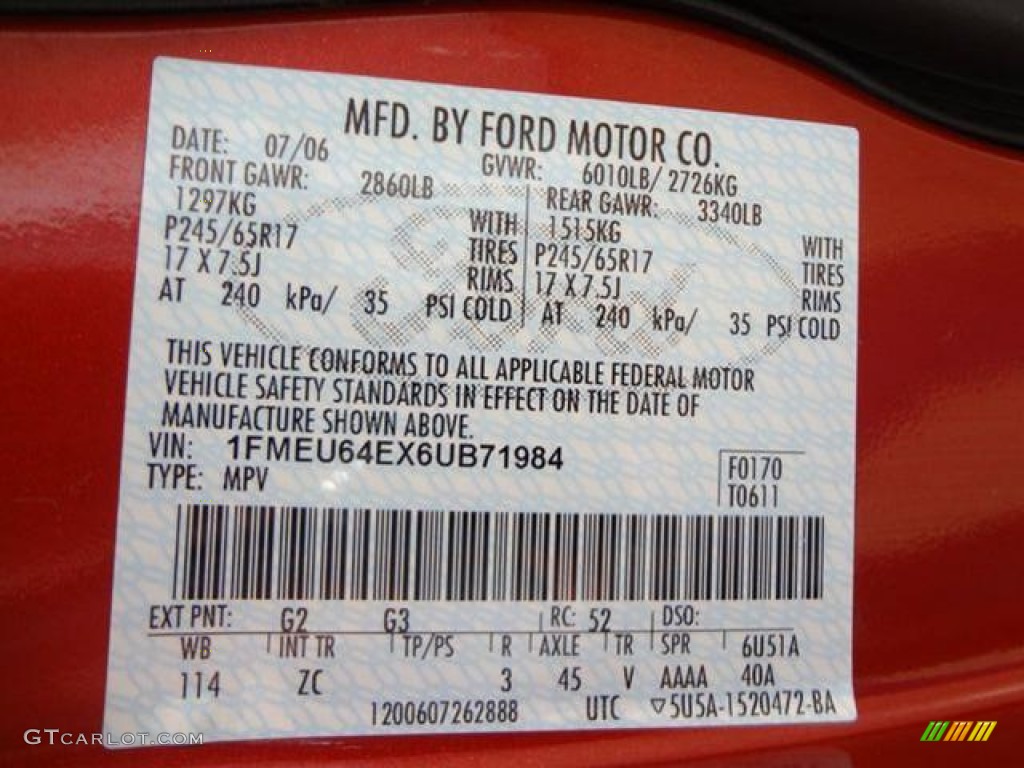 MFD. BY FORD MOTOR CO.
DATE: 07/06 GVWR: 6010LB/ 2726KG
FRONT GAWR: 2860LB REAR GAWR: 3340LB
1297KG WITH 1515KG WITH
P245/65R17 TIRES P245/65R17 TIRES
17 X 7.5J RIMS 17 X 7.5J RIMS
AT 240 kPa/ 35 PSI COLD AT 240 kPa/ 35 PSI COLD
Ford
THIS VEHICLE CONFORMS TO ALL APPLICABLE FEDERAL MOTOR
VEHICLE SAFETY STANDARDS IN EFFECT ON THE DATE OF
MANUFACTURE SHOWN ABOVE.
VIN: 1FMEU64EX6UB71984
TYPE: MPV
F0170
T0611
EXT PNT: G2 G3 RC: 52 DSO:
WB INT TR TP/PS R AXLE TR SPR 6U51A
114 ZC 3 45 V AAAA 40A
1200607262888 UTC ▽5U5A-1520472-BA
GTCARLOT.COM